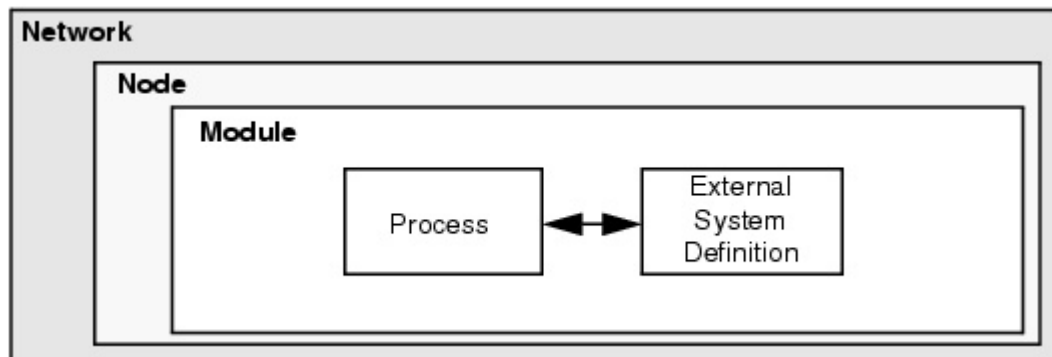 Network
Node
Module
Process
External
System
Definition